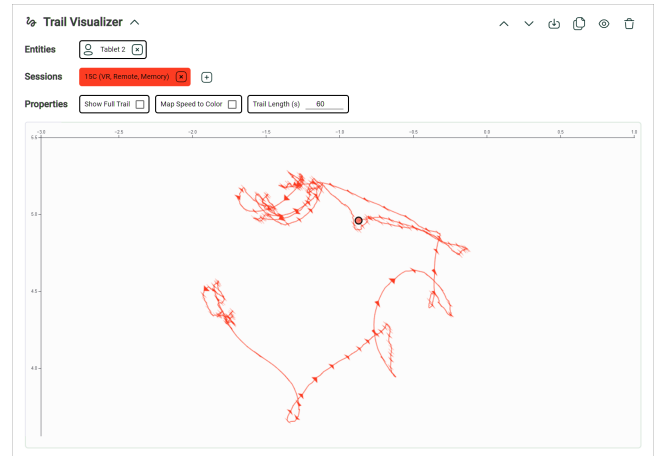 Trail Visualizer
Entities Tablet 2
Sessions 15C (VR, Remote, Memory)
Properties Show Full Trail Map Speed to Color Trail Length (s) 60
-3.0 -2.5 -2.0 -1.5 -1.0 -0.5 0.0 0.5 1.0
5.5
5.0
4.5
4.0